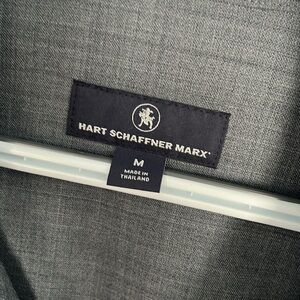 HART SCHAFFNER MARX
M
MADE IN
THAILAND